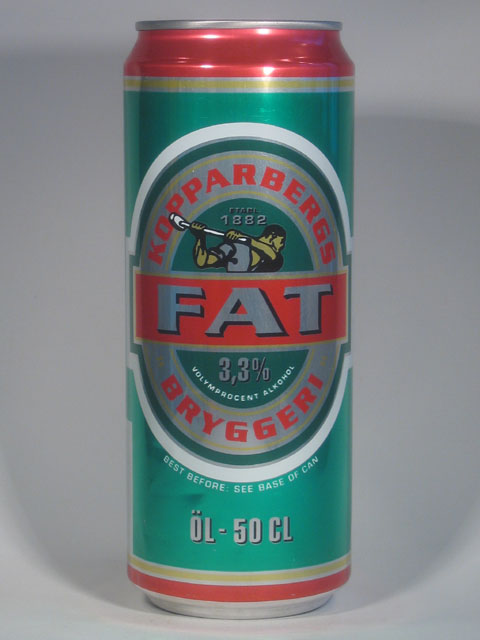 KOPPARBERGS
ETABL.
1882
FAT
3,3%
VOLYMPROCENT ALKOHOL
BRYGGERI
BEST BEFORE: SEE BASE OF CAN
ÖL - 50 CL